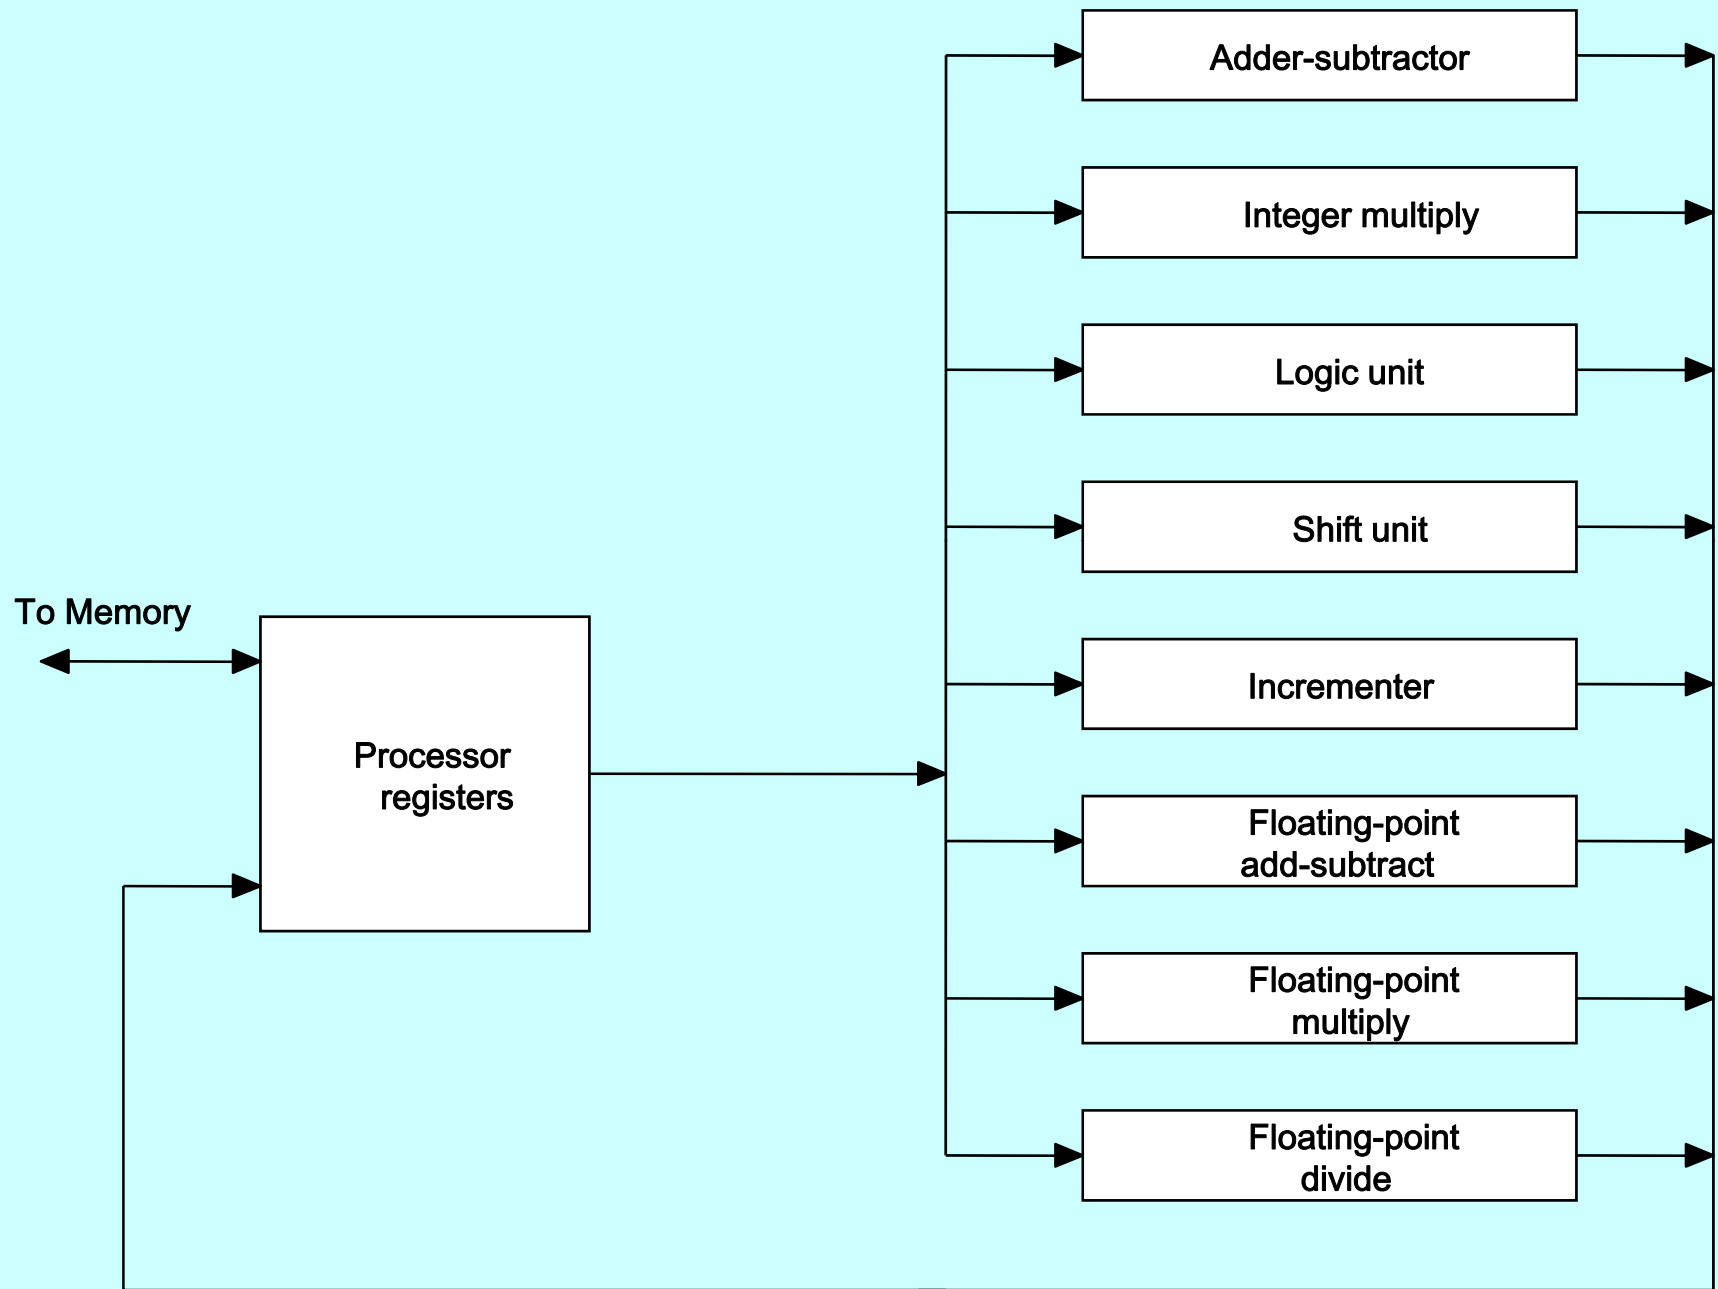 Adder-subtractor
Integer multiply
Logic unit
Shift unit
To Memory
Incrementer
Processor
registers
Floating-point
add-subtract
Floating-point
multiply
Floating-point
divide